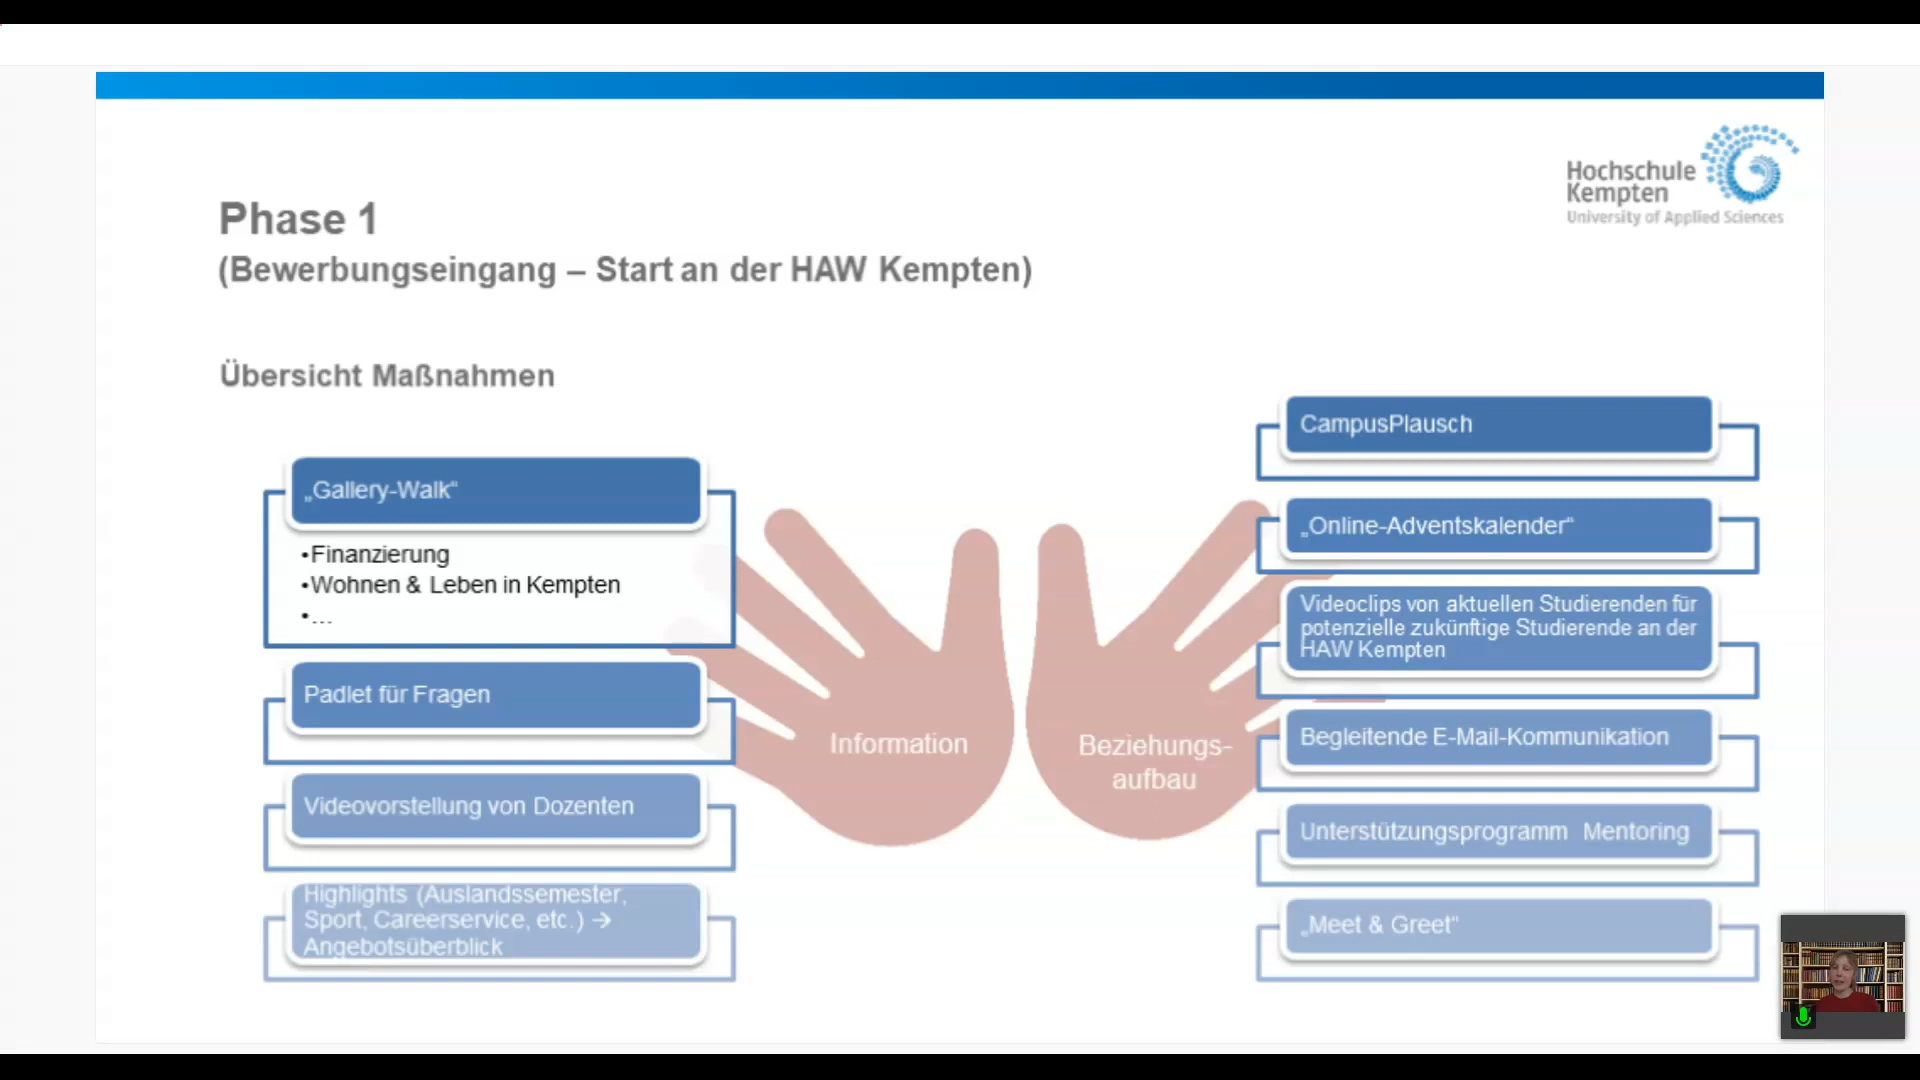 Hochschule
Kempten
University of Applied Sciences
Phase 1
(Bewerbungseingang – Start an der HAW Kempten)
Übersicht Maßnahmen
„Gallery-Walk“
•Finanzierung
•Wohnen & Leben in Kempten
•...
Padlet für Fragen
Videovorstellung von Dozenten
Highlights (Auslandssemester,
Sport, Careerservice, etc.) →
Angebotsüberblick
Information
Beziehungs-
aufbau
CampusPlausch
„Online-Adventskalender“
Videoclips von aktuellen Studierenden für
potenzielle zukünftige Studierende an der
HAW Kempten
Begleitende E-Mail-Kommunikation
Unterstützungsprogramm Mentoring
„Meet & Greet“